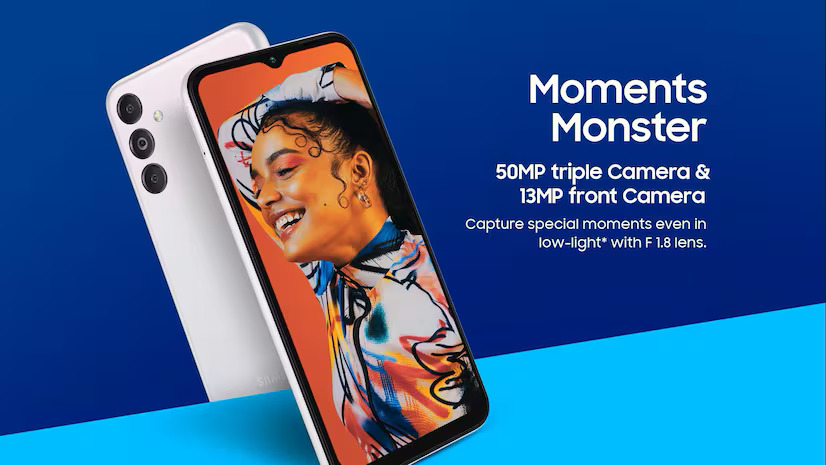 Moments
Monster
50MP triple Camera &
13MP front Camera
Capture special moments even in
low-light* with F 1.8 lens.